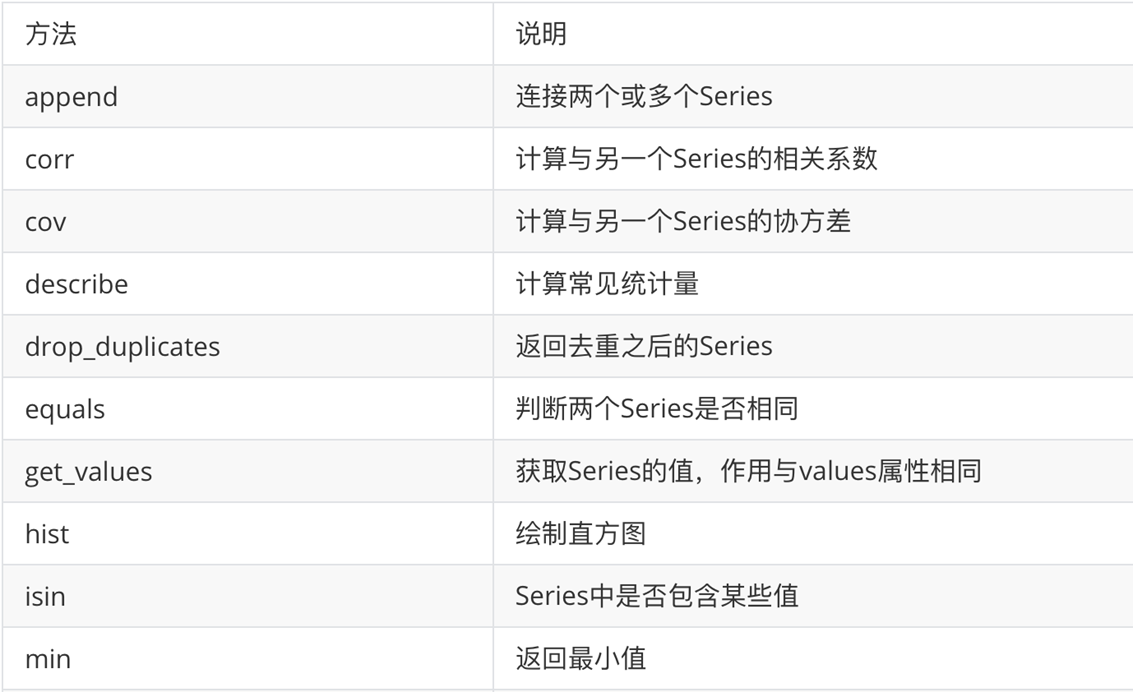 方法 说明
append 连接两个或多个Series
corr 计算与另一个Series的相关系数
cov 计算与另一个Series的协方差
describe 计算常见统计量
drop_duplicates 返回去重之后的Series
equals 判断两个Series是否相同
get_values 获取Series的值，作用与values属性相同
hist 绘制直方图
isin Series中是否包含某些值
min 返回最小值